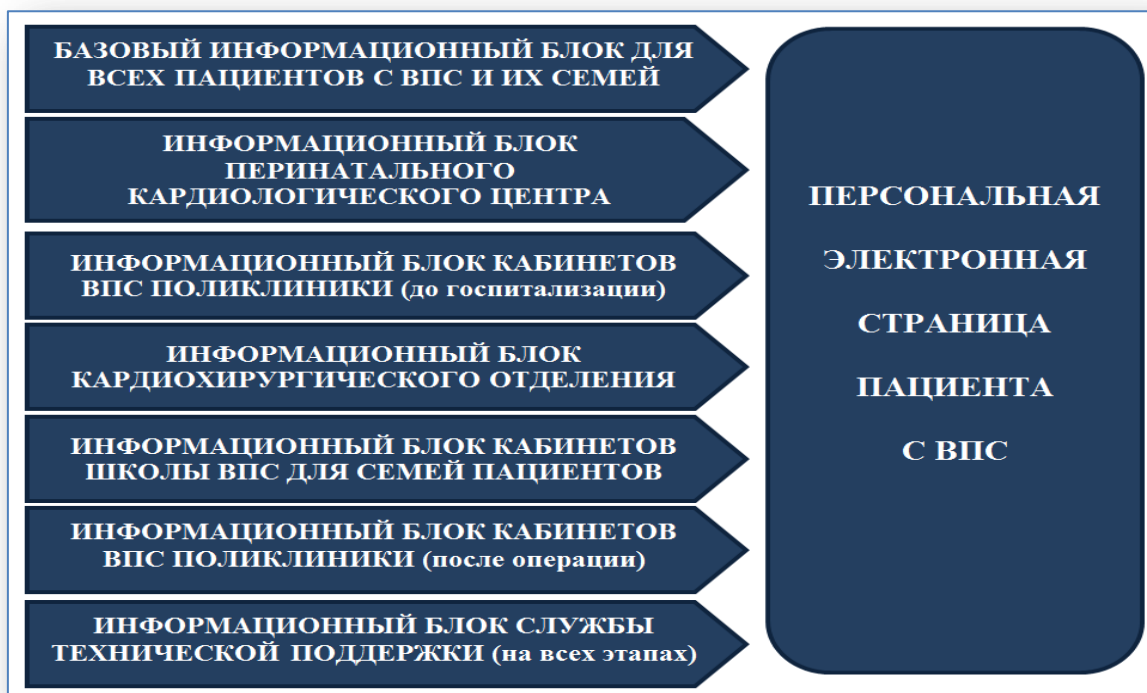 БАЗОВЫЙ ИНФОРМАЦИОННЫЙ БЛОК ДЛЯ
ВСЕХ ПАЦИЕНТОВ С ВПС И ИХ СЕМЕЙ
ИНФОРМАЦИОННЫЙ БЛОК
ПЕРИНАТАЛЬНОГО
КАРДИОЛОГИЧЕСКОГО ЦЕНТРА
ИНФОРМАЦИОННЫЙ БЛОК КАБИНЕТОВ
ВПС ПОЛИКЛИНИКИ (до госпитализации)
ИНФОРМАЦИОННЫЙ БЛОК
КАРДИОХИРУРГИЧЕСКОГО ОТДЕЛЕНИЯ
ИНФОРМАЦИОННЫЙ БЛОК КАБИНЕТОВ
ШКОЛЫ ВПС ДЛЯ СЕМЕЙ ПАЦИЕНТОВ
ИНФОРМАЦИОННЫЙ БЛОК КАБИНЕТОВ
ВПС ПОЛИКЛИНИКИ (после операции)
ИНФОРМАЦИОННЫЙ БЛОК СЛУЖБЫ
ТЕХНИЧЕСКОЙ ПОДДЕРЖКИ (на всех этапах)
ПЕРСОНАЛЬНАЯ
ЭЛЕКТРОННАЯ
СТРАНИЦА
ПАЦИЕНТА
С ВПС